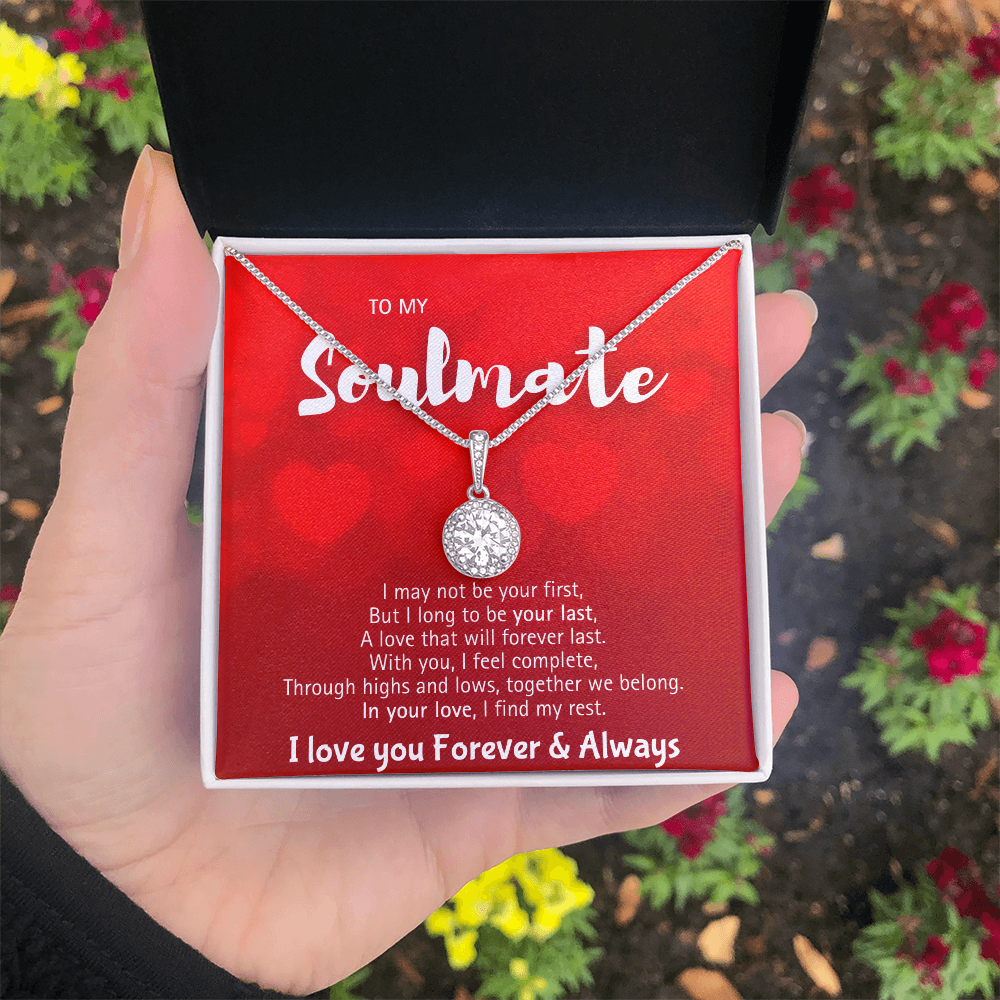 TO MY
Soulmate
I may not be your first,
But I long to be your last,
A love that will forever last.
With you, I feel complete,
Through highs and lows, together we belong.
In your love, I find my rest.
I love you Forever & Always